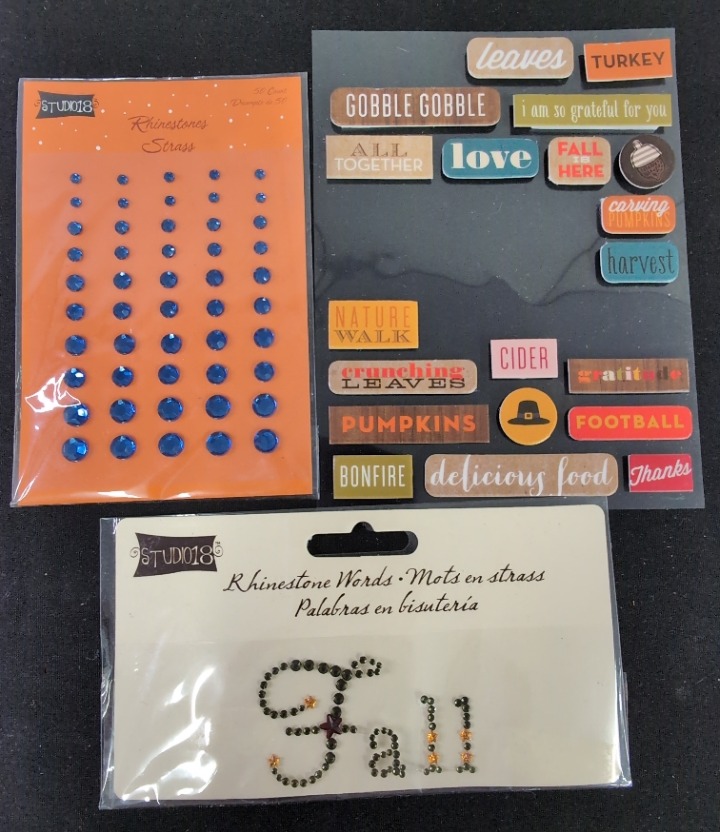 STUDIO18
50 Count
Rhinestones
Strass
leaves
TURKEY
GOBBLE GOBBLE
i am so grateful for you
ALL
TOGETHER
love
FALL
IS
HERE
carving
PUMPKINS
harvest
NATURE
WALK
CIDER
crunching
LEAVES
gratitude
PUMPKINS
FOOTBALL
BONFIRE
delicious food
Thanks
STUDIO18
Rhinestone Words • Mots en strass
Palabras en bisutería
Fall